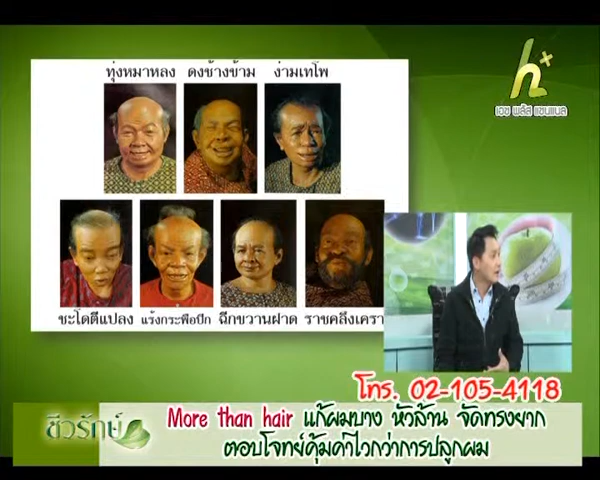 ทุ่งหมาหลง ดงช้างข้าม ง่ามเทโพ
h+
เอช พลัส แชนแนล
ชะโดตีแปลง แร้งกระพือปีก ฉีกขวานฝาด ราชคลึงเครา
โทร. 02-105-4118
ชีวรักษ์
More than hair แก้ผมบาง หัวล้าน จัดทรงยาก
ตอบโจทย์คุ้มค่าไวกว่าการปลูกผม